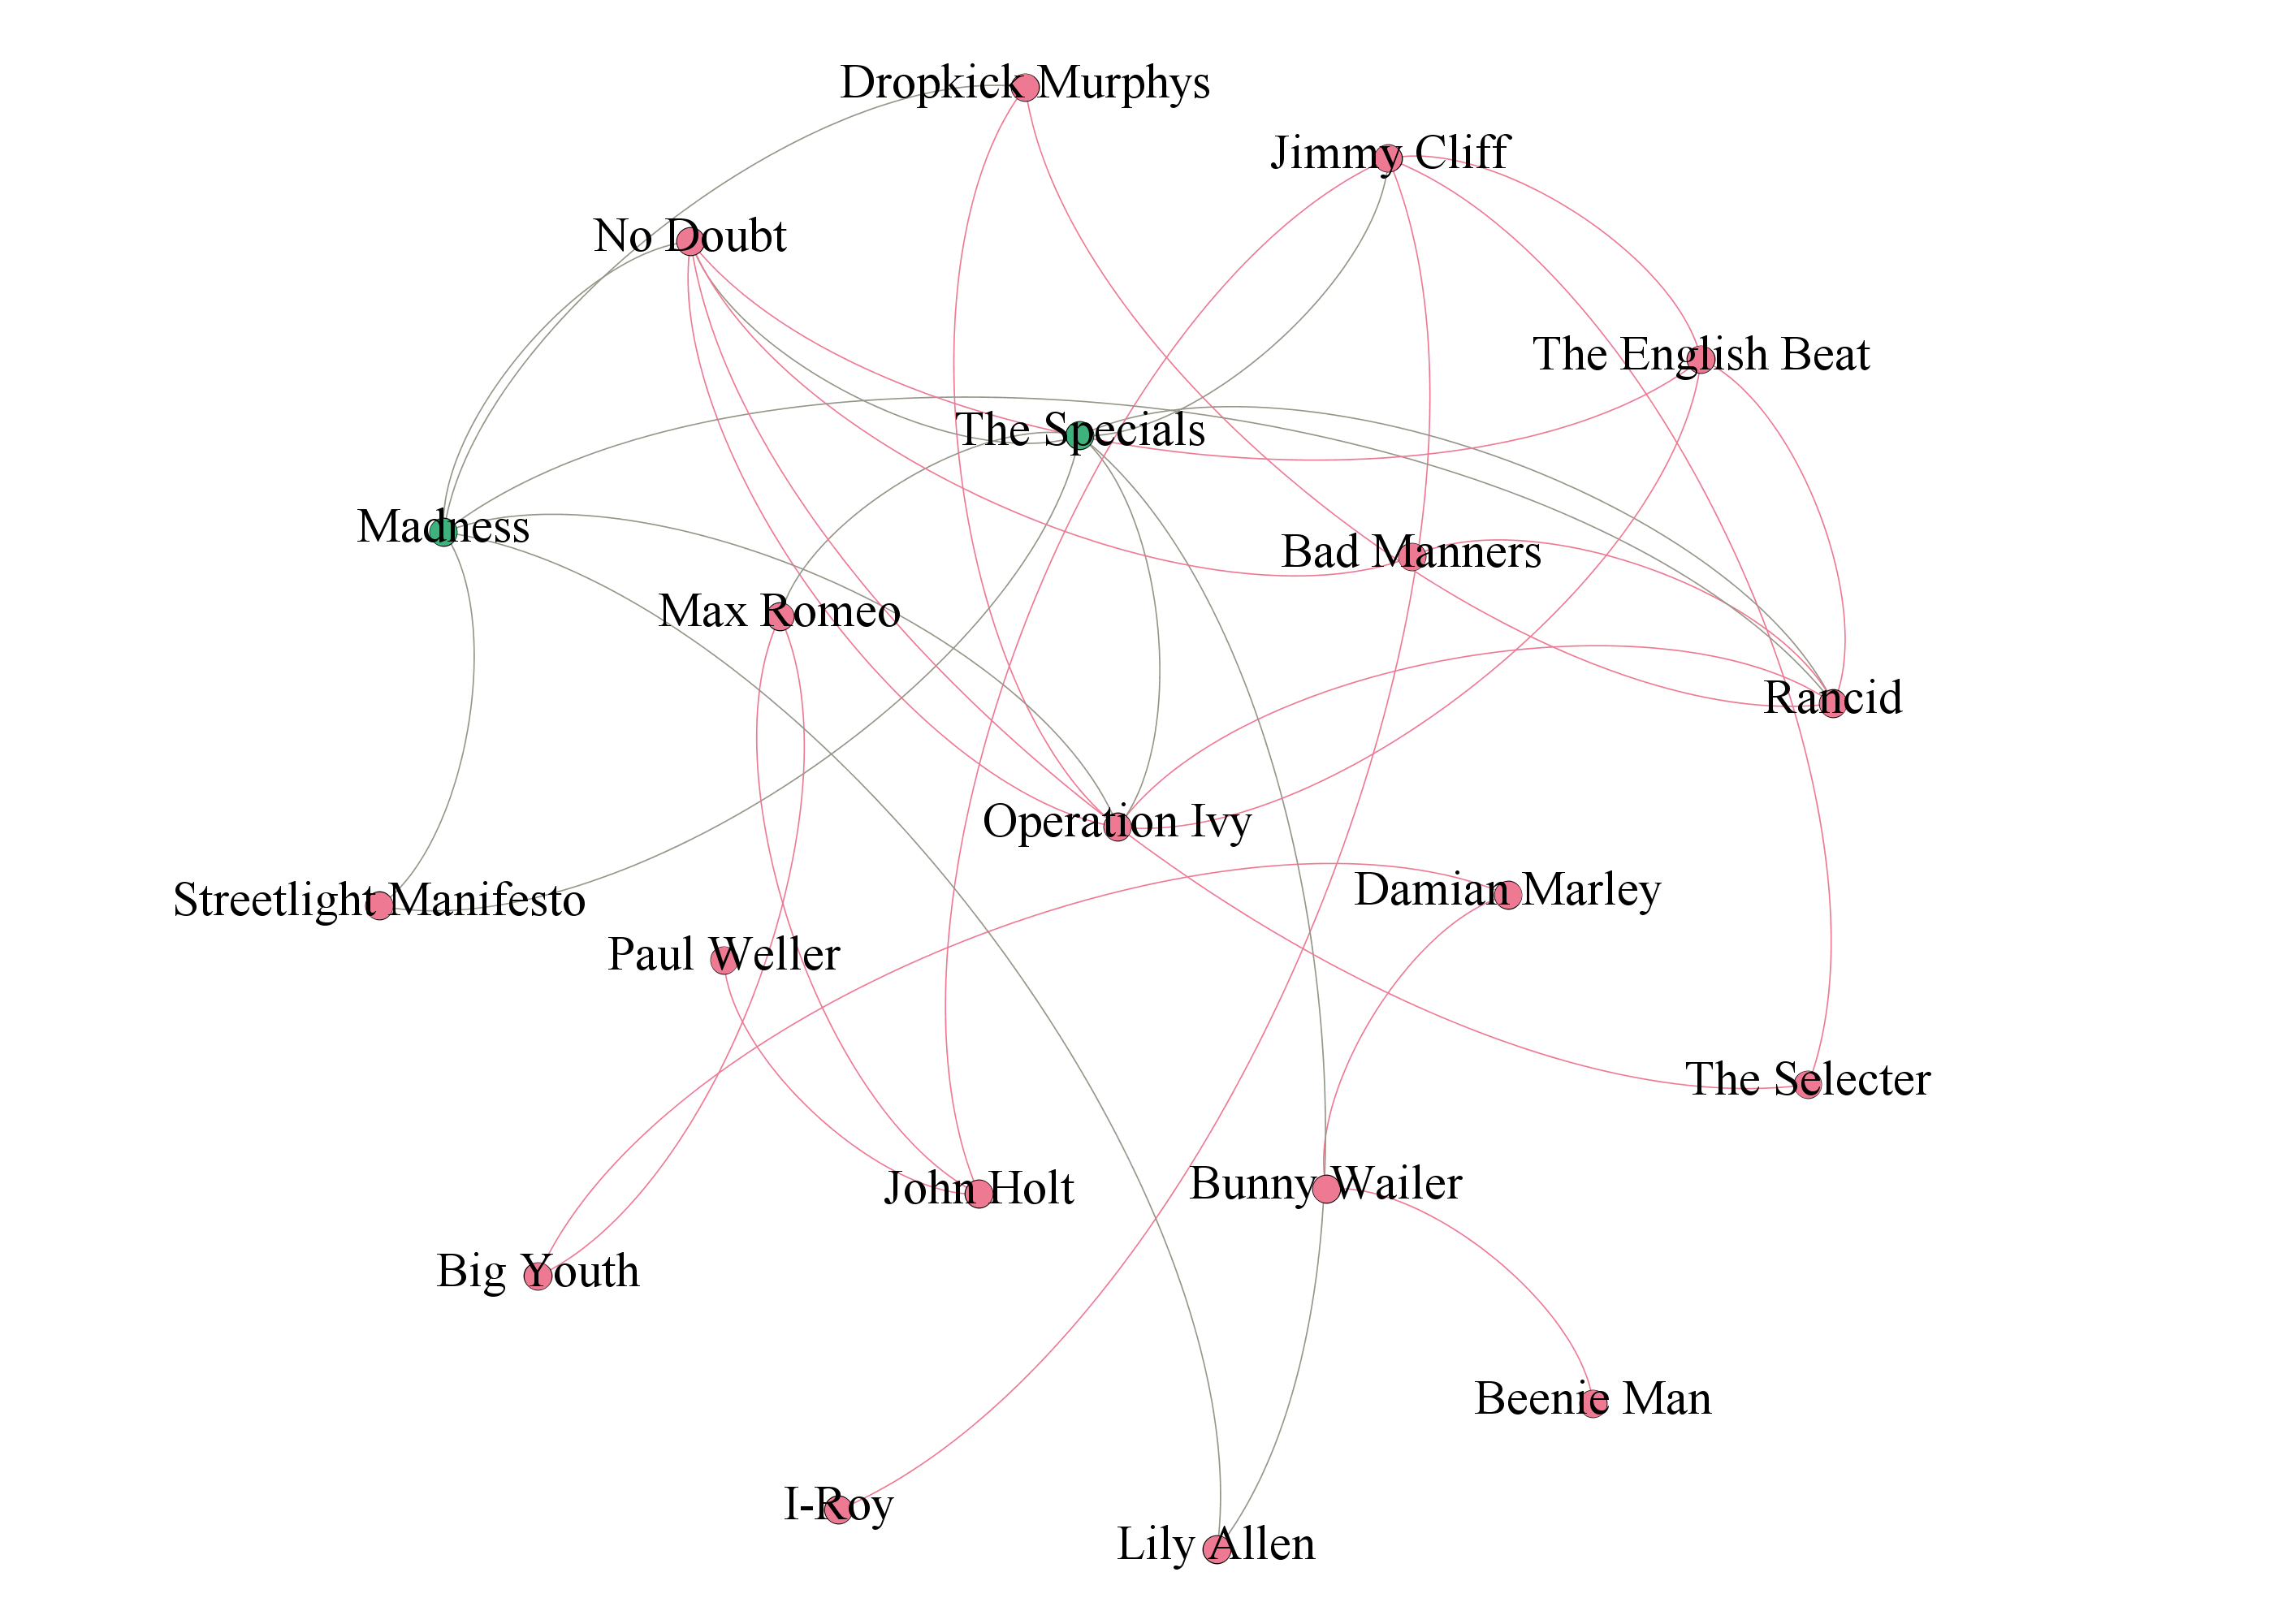 Dropkick Murphys
Jimmy Cliff
No Doubt
The English Beat
The Specials
Madness
Bad Manners
Max Romeo
Rancid
Operation Ivy
Damian Marley
Streetlight Manifesto
Paul Weller
The Selecter
Bunny Wailer
John Holt
Big Youth
Beenie Man
I-Roy
Lily Allen